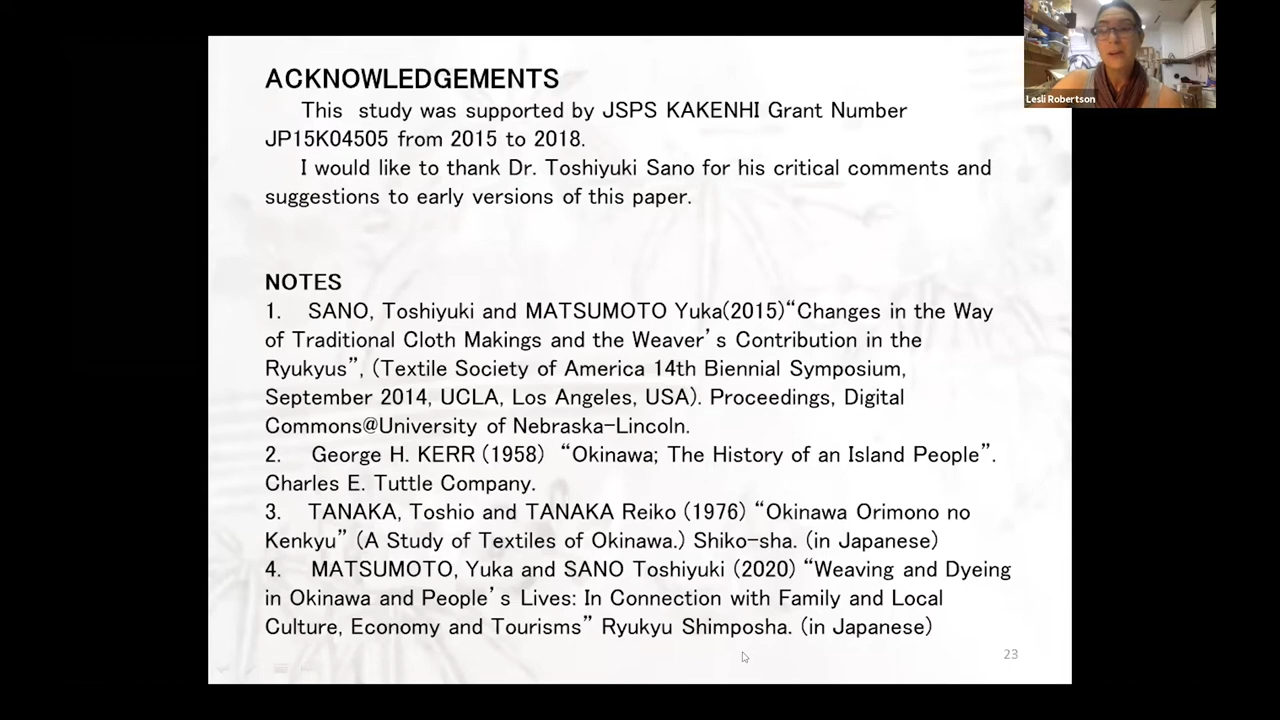 ACKNOWLEDGEMENTS
This study was supported by JSPS KAKENHI Grant Number
JP15K04505 from 2015 to 2018.
I would like to thank Dr. Toshiyuki Sano for his critical comments and
suggestions to early versions of this paper.
NOTES
1. SANO, Toshiyuki and MATSUMOTO Yuka(2015)“Changes in the Way
of Traditional Cloth Makings and the Weaver’s Contribution in the
Ryukyus”, (Textile Society of America 14th Biennial Symposium,
September 2014, UCLA, Los Angeles, USA). Proceedings, Digital
Commons@University of Nebraska-Lincoln.
2. George H. KERR (1958) “Okinawa; The History of an Island People”.
Charles E. Tuttle Company.
3. TANAKA, Toshio and TANAKA Reiko (1976) “Okinawa Orimono no
Kenkyu” (A Study of Textiles of Okinawa.) Shiko-sha. (in Japanese)
4. MATSUMOTO, Yuka and SANO Toshiyuki (2020) “Weaving and Dyeing
in Okinawa and People’s Lives: In Connection with Family and Local
Culture, Economy and Tourisms” Ryukyu Shimposha. (in Japanese)
23
Lesli Robertson